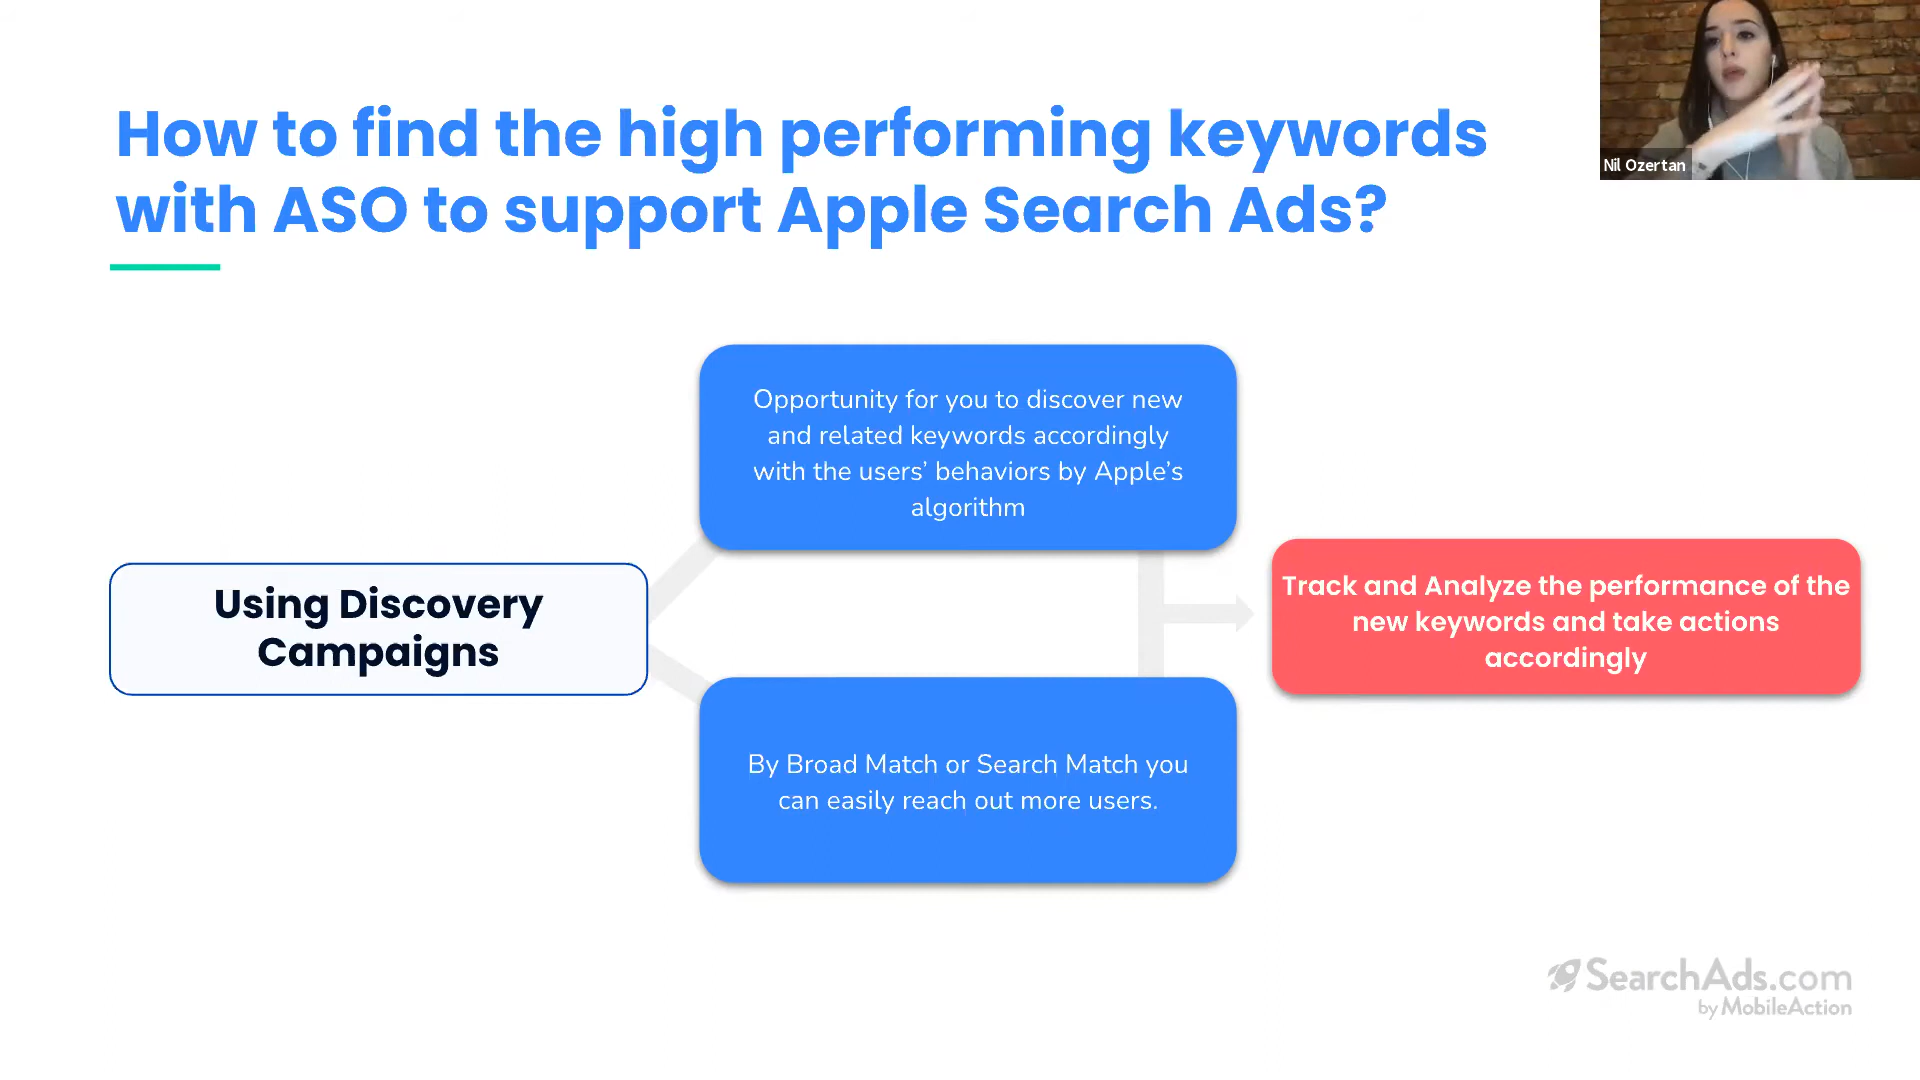 How to find the high performing keywords
with ASO to support Apple Search Ads?
Nil Ozertan
Opportunity for you to discover new
and related keywords accordingly
with the users’ behaviors by Apple’s
algorithm
Using Discovery
Campaigns
By Broad Match or Search Match you
can easily reach out more users.
Track and Analyze the performance of the
new keywords and take actions
accordingly
SearchAds.com
by MobileAction